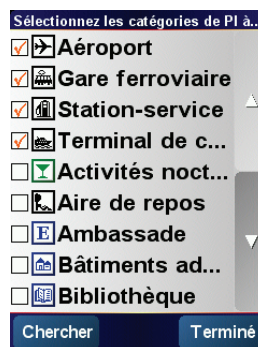 Sélectionnez les catégories de PI à..
Aéroport
Gare ferroviaire
Station-service
Terminal de c...
Activités noct...
Aire de repos
E Ambassade
Bâtiments ad...
Bibliothèque
Chercher Terminé